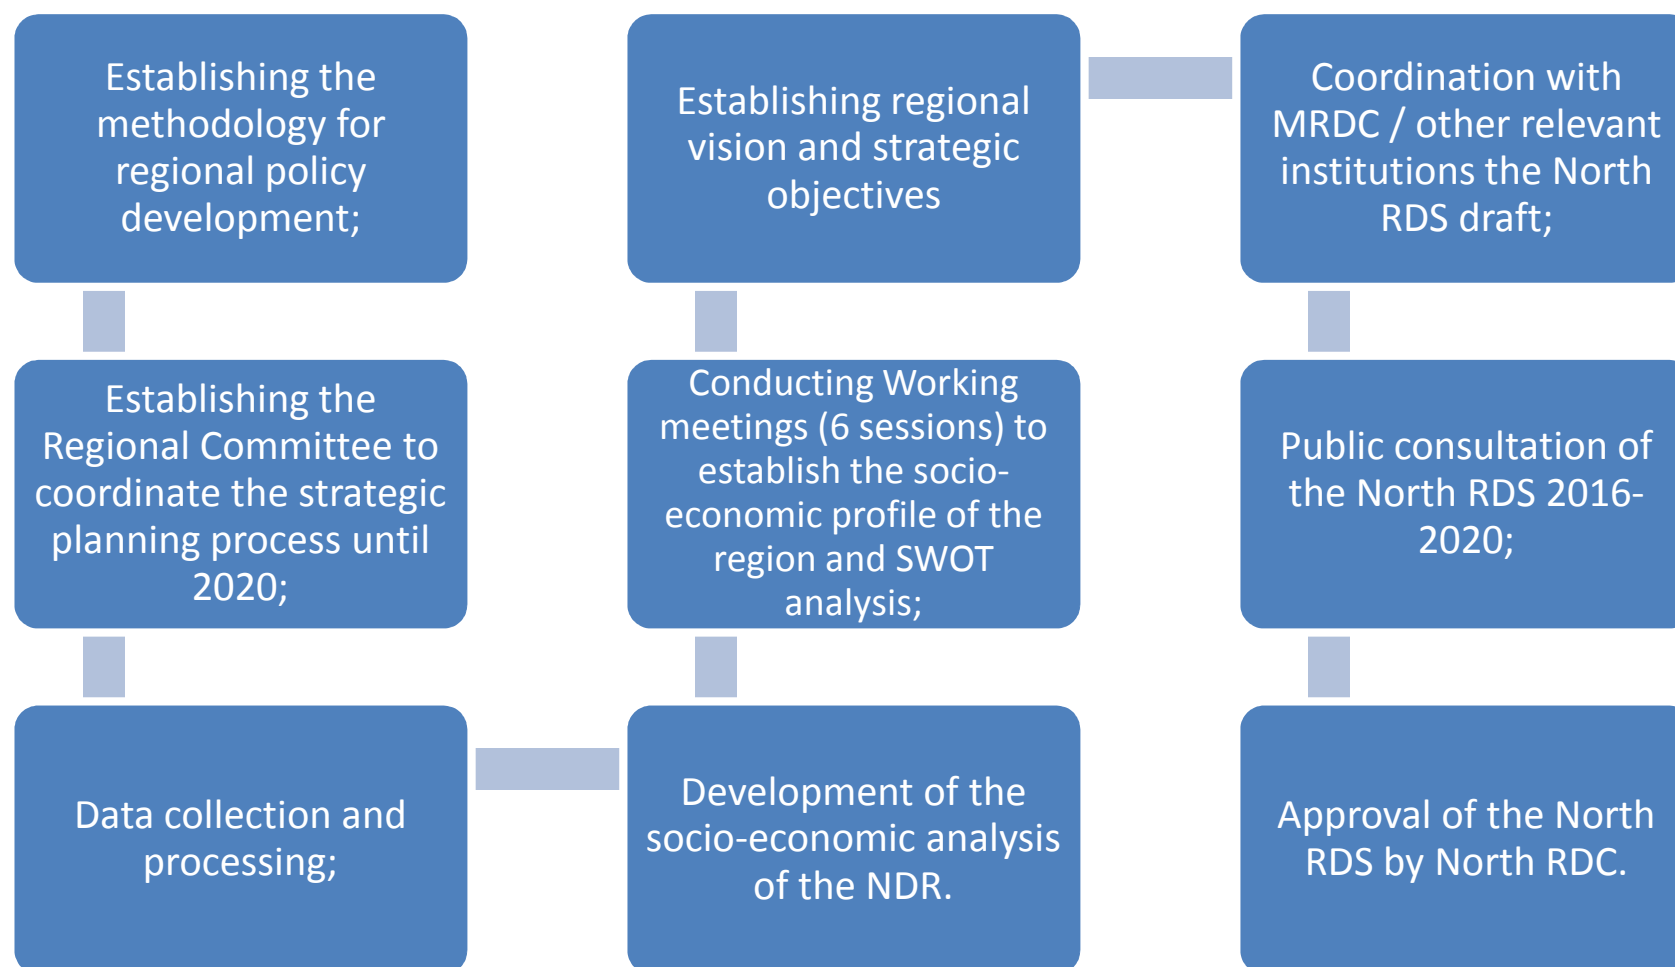 Establishing the
methodology for
regional policy
development;
Establishing the
Regional Committee to
coordinate the strategic
planning process until
2020;
Data collection and
processing;
Development of the
socio-economic analysis
of the NDR.
Conducting Working
meetings (6 sessions) to
establish the socio-
economic profile of the
region and SWOT
analysis;
Establishing regional
vision and strategic
objectives
Coordination with
MRDC / other relevant
institutions the North
RDS draft;
Public consultation of
the North RDS 2016-
2020;
Approval of the North
RDS by North RDC.